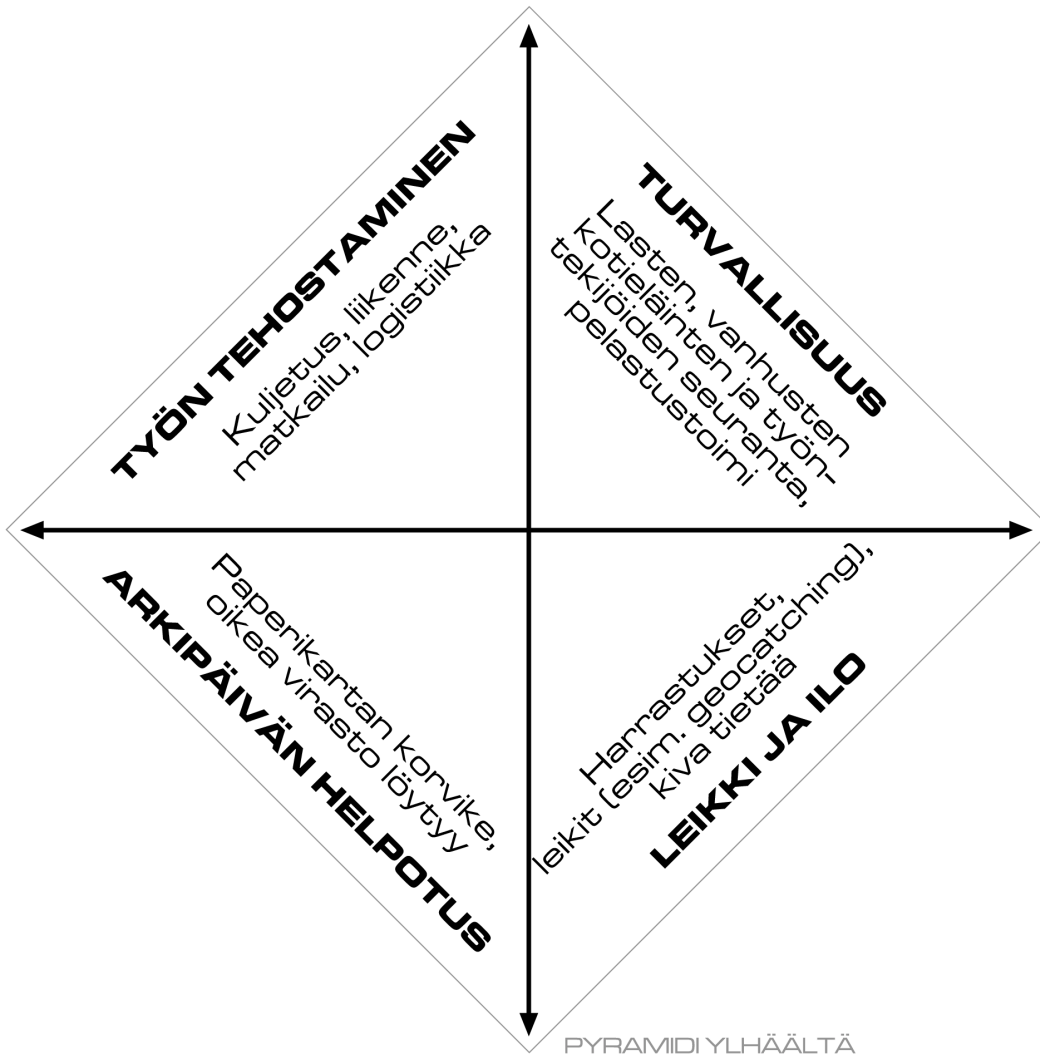 TYÖN TEHOSTAMINEN
Kuljetus, liikenne,
matkailu, logistiikka
TURVALLISUUS
Lasten, vanhusten
kotieläinten ja työn-
tekijöiden seuranta,
pelastustoimi
Paperikartan korvike,
oikea virasto löytyy
ARKIPÄIVÄN HELPOTUS
Harrastukset,
leikit (esim. geocatching),
kiva tietää
LEIKKI JA ILO
PYRAMIDI YLHÄÄLTÄ